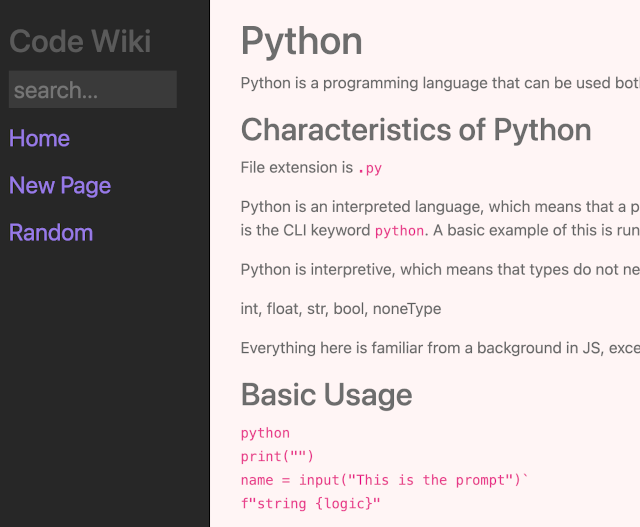 Code Wiki
search...
Home
New Page
Random
Python
Python is a programming language that can be used
Characteristics of Python
File extension is .py
Python is an interpreted language, which means that a
is the CLI keyword python. A basic example of this is run
Python is interpretive, which means that types do not
int, float, str, bool, noneType
Everything here is familiar from a background in JS,
Basic Usage
python
print("")
name = input("This is the prompt")`
f"string {logic}"